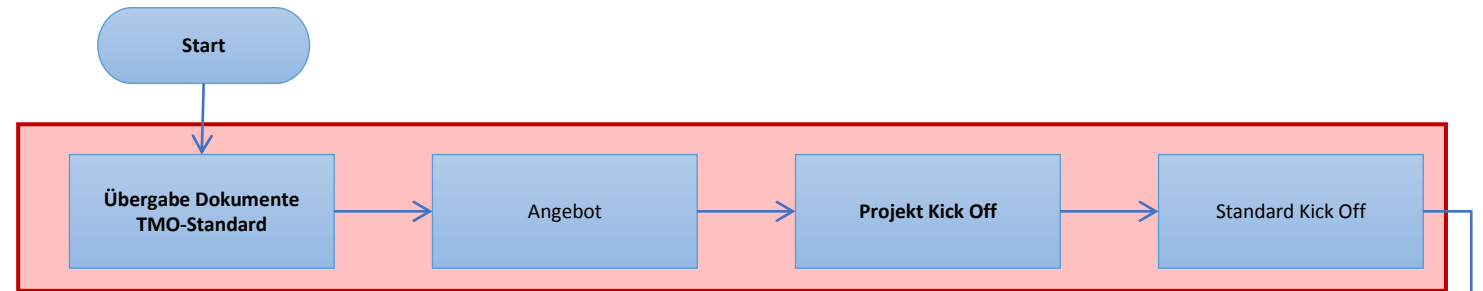 Start
Übergabe Dokumente
TMO-Standard
Angebot
Projekt Kick Off
Standard Kick Off